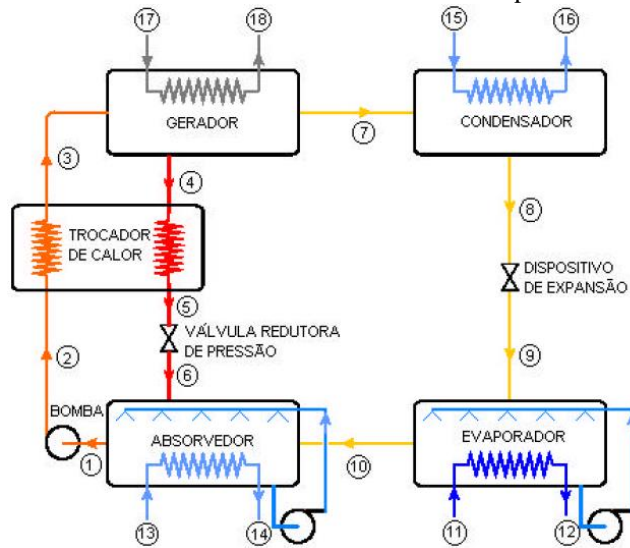 17
18
15
16
GERADOR
CONDENSADOR
7
3
4
8
TROCADOR
DE CALOR
DISPOSITIVO
DE EXPANSÃO
5
VÁLVULA REDUTORA
DE PRESSÃO
2
6
9
BOMBA
ABSORVEDOR
EVAPORADOR
1
10
13
14
11
12